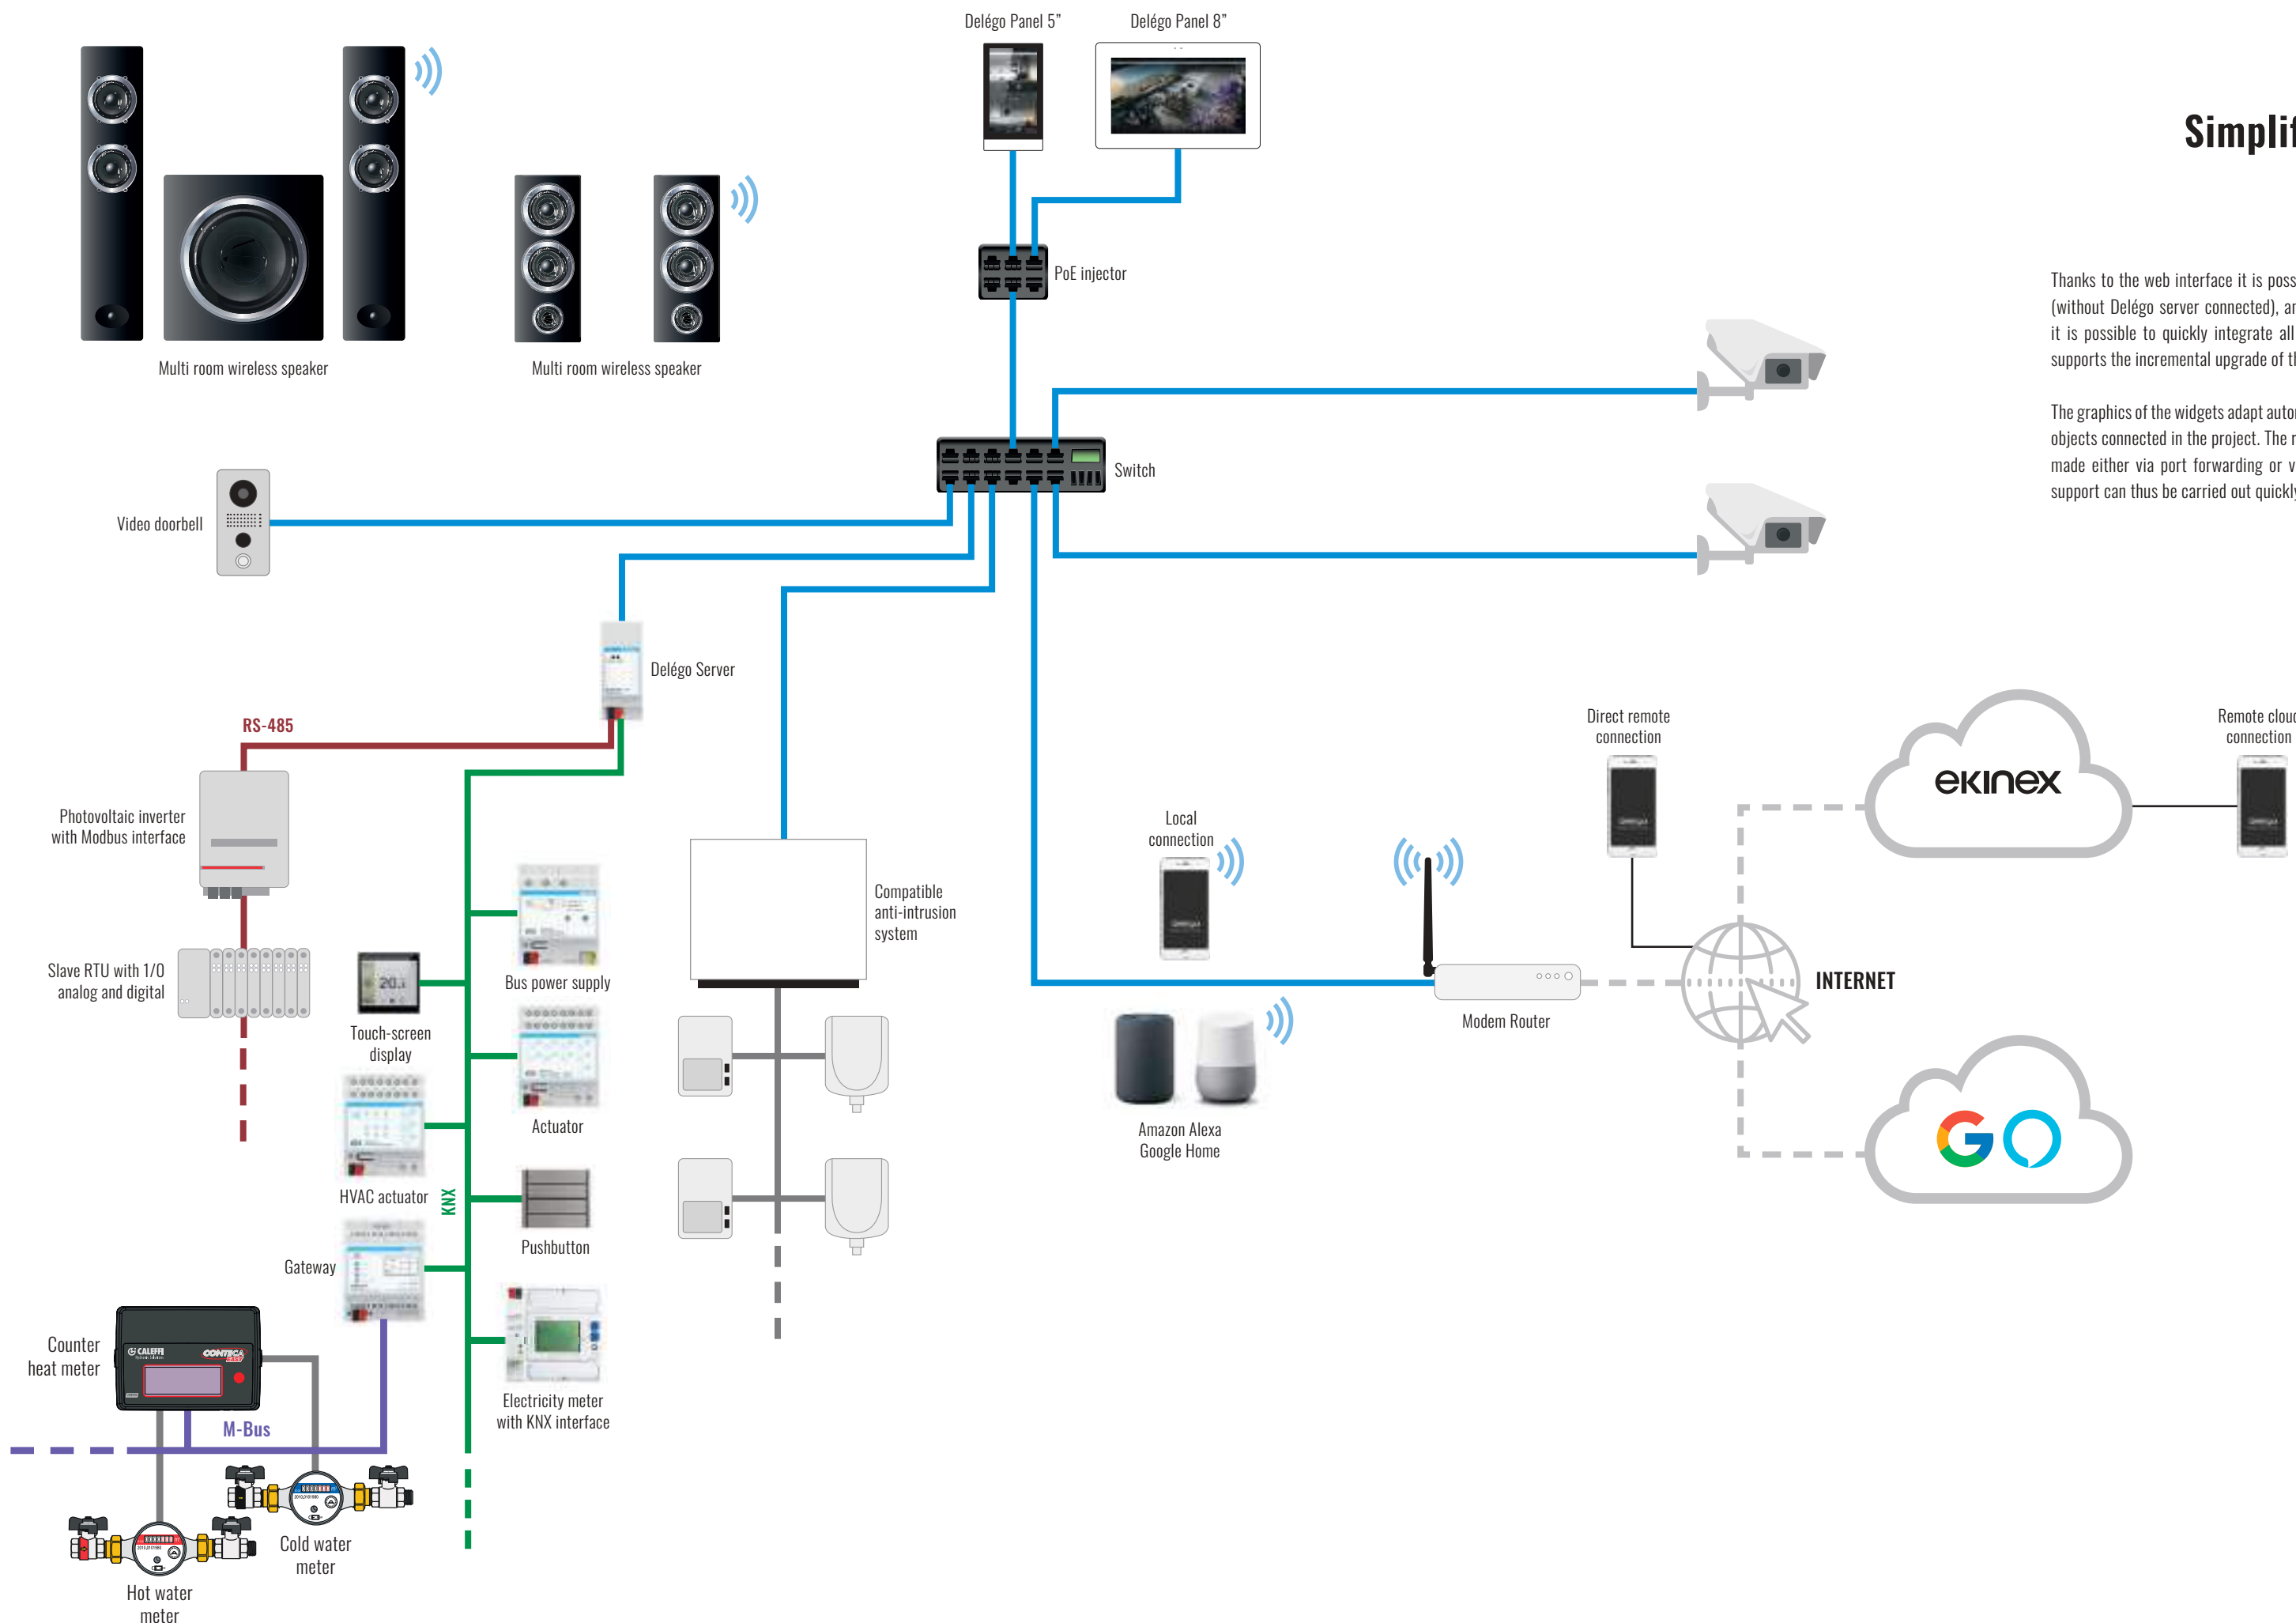 Delégo Panel 5”
Delégo Panel 8”
PoE injector
Multi room wireless speaker
Multi room wireless speaker
Switch
Video doorbell
Delégo Server
RS-485
Photovoltaic inverter
with Modbus interface
Slave RTU with 1/0
analog and digital
Bus power supply
Touch-screen
display
Actuator
HVAC actuator
KNX
Pushbutton
Gateway
Electricity meter
with KNX interface
Counter
heat meter
CALEFFI
CONTECA
EASY
M-Bus
Cold water
meter
Hot water
meter
Compatible
anti-intrusion
system
Local
connection
Amazon Alexa
Google Home
Modem Router
Direct remote
connection
INTERNET
ekinex
Remote cloud
connection
G
Simplif
Thanks to the web interface it is poss
(without Delégo server connected), an
it is possible to quickly integrate all
supports the incremental upgrade of th
The graphics of the widgets adapt autor
objects connected in the project. The r
made either via port forwarding or v
support can thus be carried out quickly